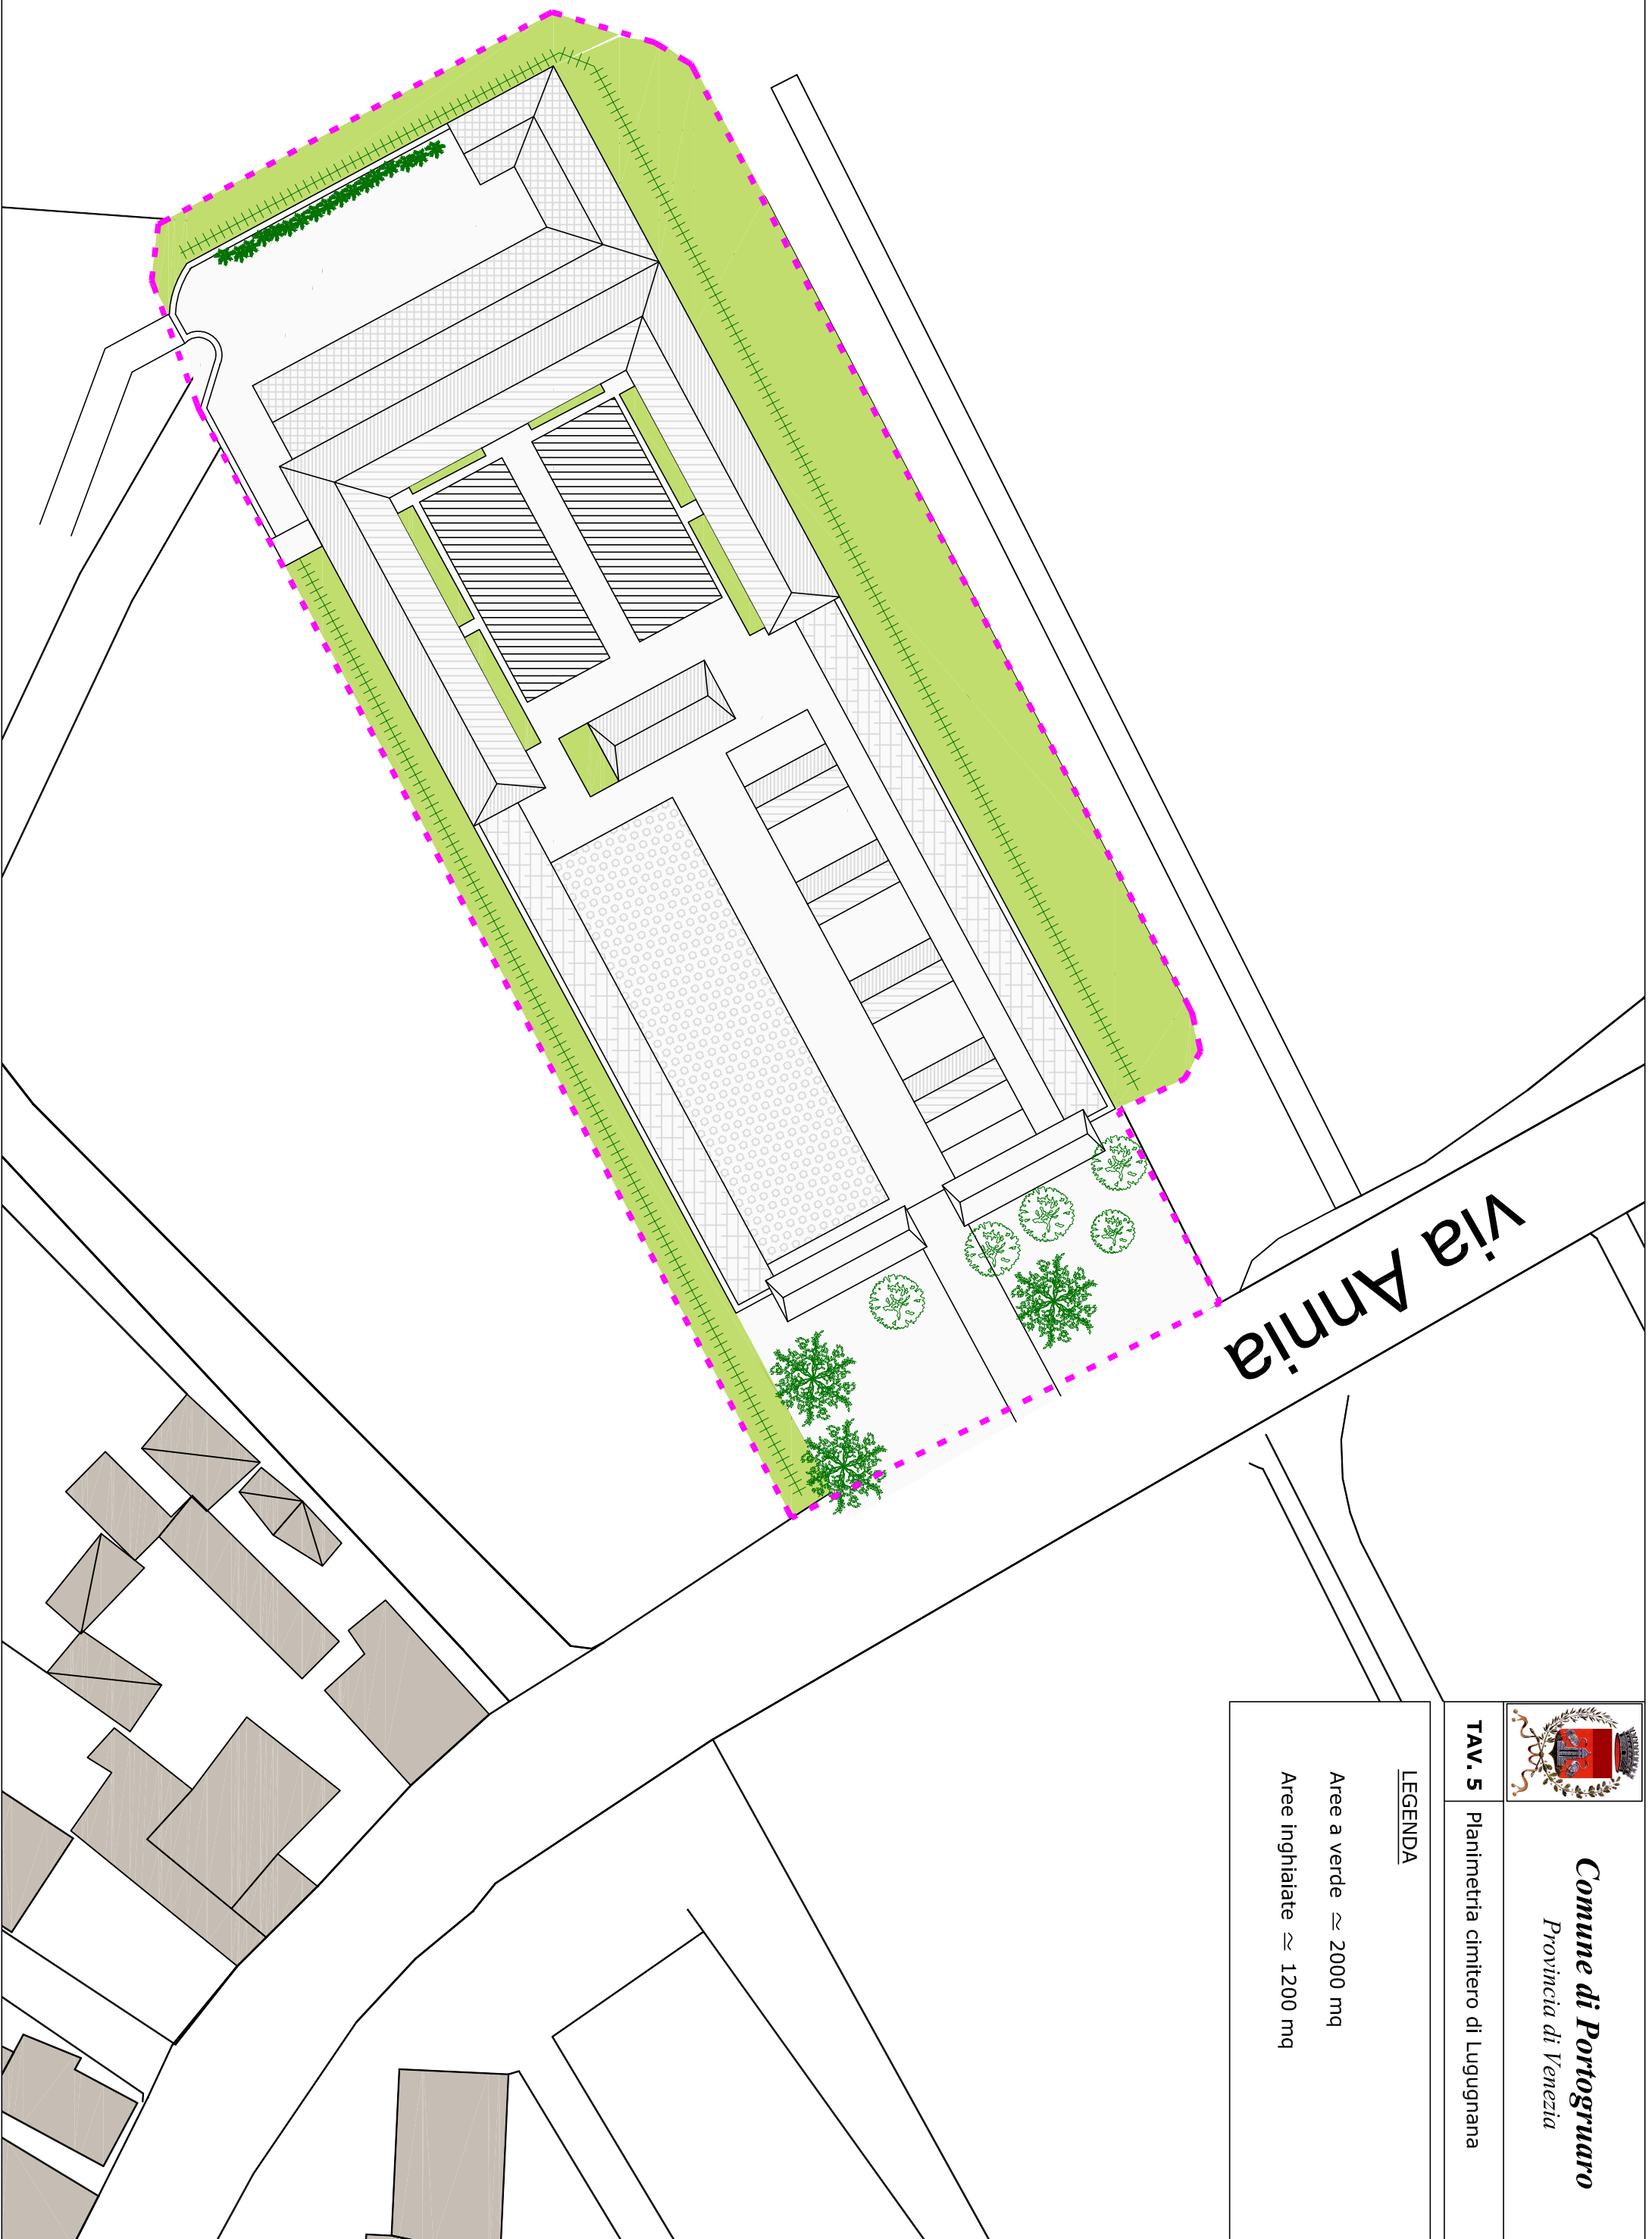 Comune di Portogruaro
Provincia di Venezia
TAV. 5
Planimetria cimitero di Lugugnana
LEGENDA
Aree a verde ≃ 2000 mq
Aree inghiaiate ≃ 1200 mq
via Annia